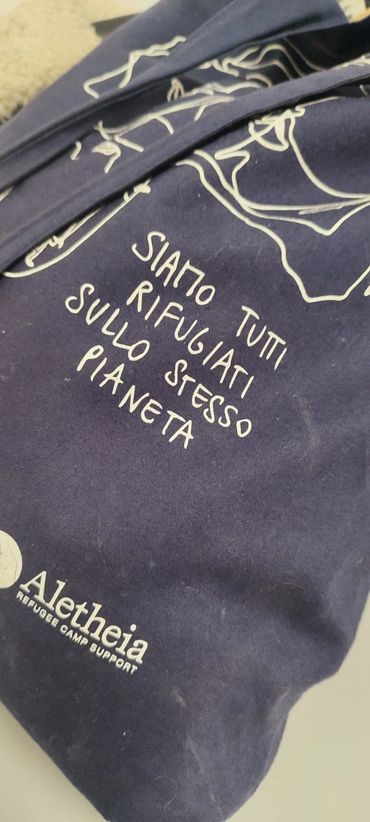 SIAMO TUTTI
RIFUGIATI
SULLO STESSO
PIANETA
Aletheia
REFUGEE CAMP SUPPORT